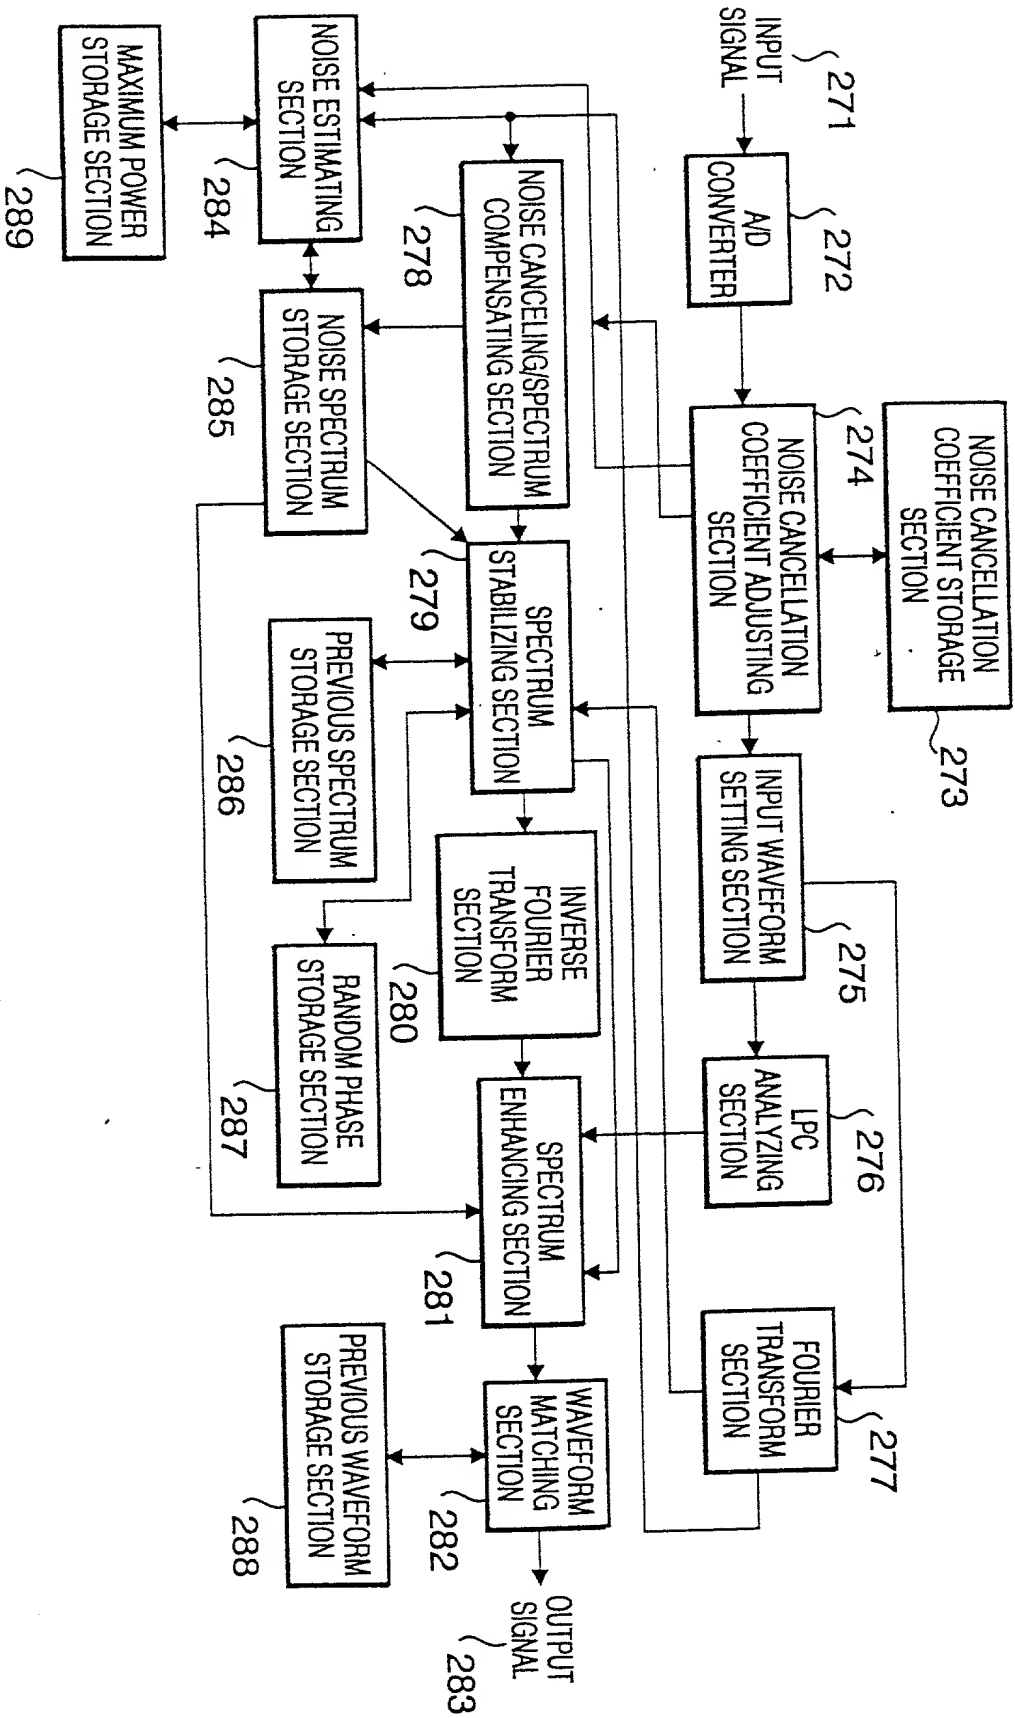 NOISE CANCELLATION
COEFFICIENT STORAGE
SECTION
273
INPUT
SIGNAL
271
A/D
CONVERTER
272
NOISE CANCELLATION
COEFFICIENT ADJUSTING
SECTION
274
INPUT WAVEFORM
SETTING SECTION
275
LPC
ANALYZING
SECTION
276
FOURIER
TRANSFORM
SECTION
277
NOISE CANCELING/SPECTRUM
COMPENSATING SECTION
278
SPECTRUM
STABILIZING SECTION
279
INVERSE
FOURIER
TRANSFORM
SECTION
280
SPECTRUM
ENHANCING SECTION
281
WAVEFORM
MATCHING
SECTION
282
OUTPUT
SIGNAL
283
NOISE ESTIMATING
SECTION
284
NOISE SPECTRUM
STORAGE SECTION
285
PREVIOUS SPECTRUM
STORAGE SECTION
286
RANDOM PHASE
STORAGE SECTION
287
PREVIOUS WAVEFORM
STORAGE SECTION
288
MAXIMUM POWER
STORAGE SECTION
289